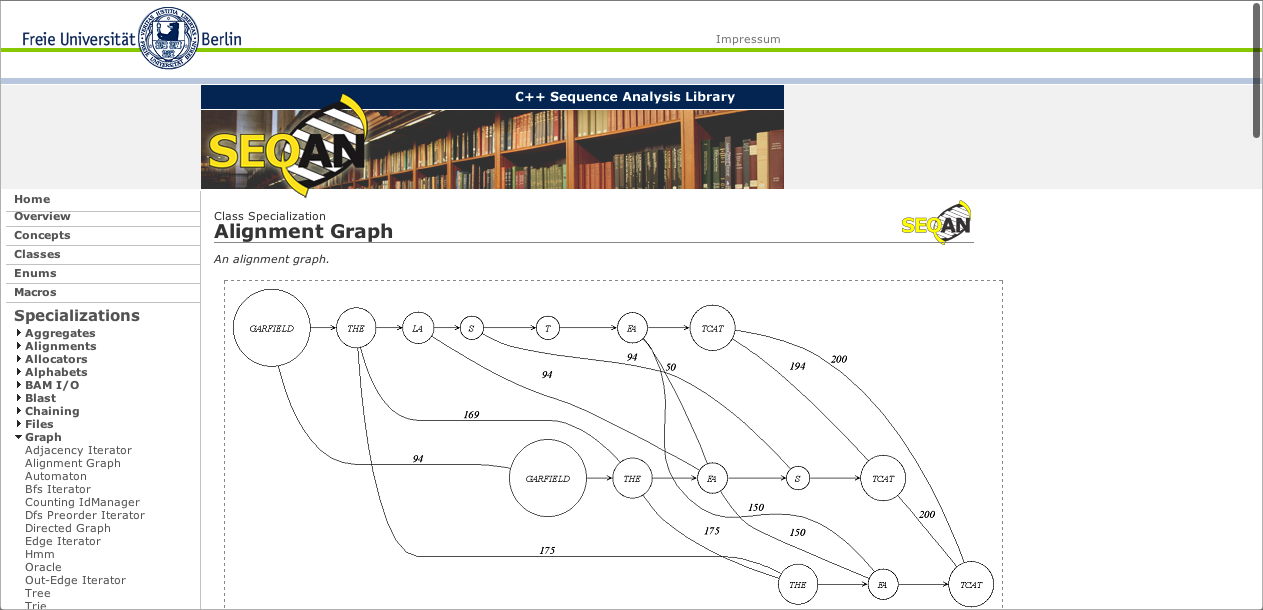 Freie Universität Berlin
Impressum
C++ Sequence Analysis Library
SEQAN
Home
Overview
Concepts
Classes
Enums
Macros
Specializations
Aggregates
Alignments
Allocators
Alphabets
BAM I/O
Blast
Chaining
Files
Graph
Adjacency Iterator
Alignment Graph
Automaton
Bfs Iterator
Counting IdManager
Dfs Preorder Iterator
Directed Graph
Edge Iterator
Hmm
Oracle
Out-Edge Iterator
Tree
Trie
Class Specialization
Alignment Graph
SEQAN
An alignment graph.
GARFIELD THE LA S T FA TCAT
94 50 194 200
94
169
94
GARFIELD THE FA S TCAT
150 200
175 150
175
THE FA TCAT